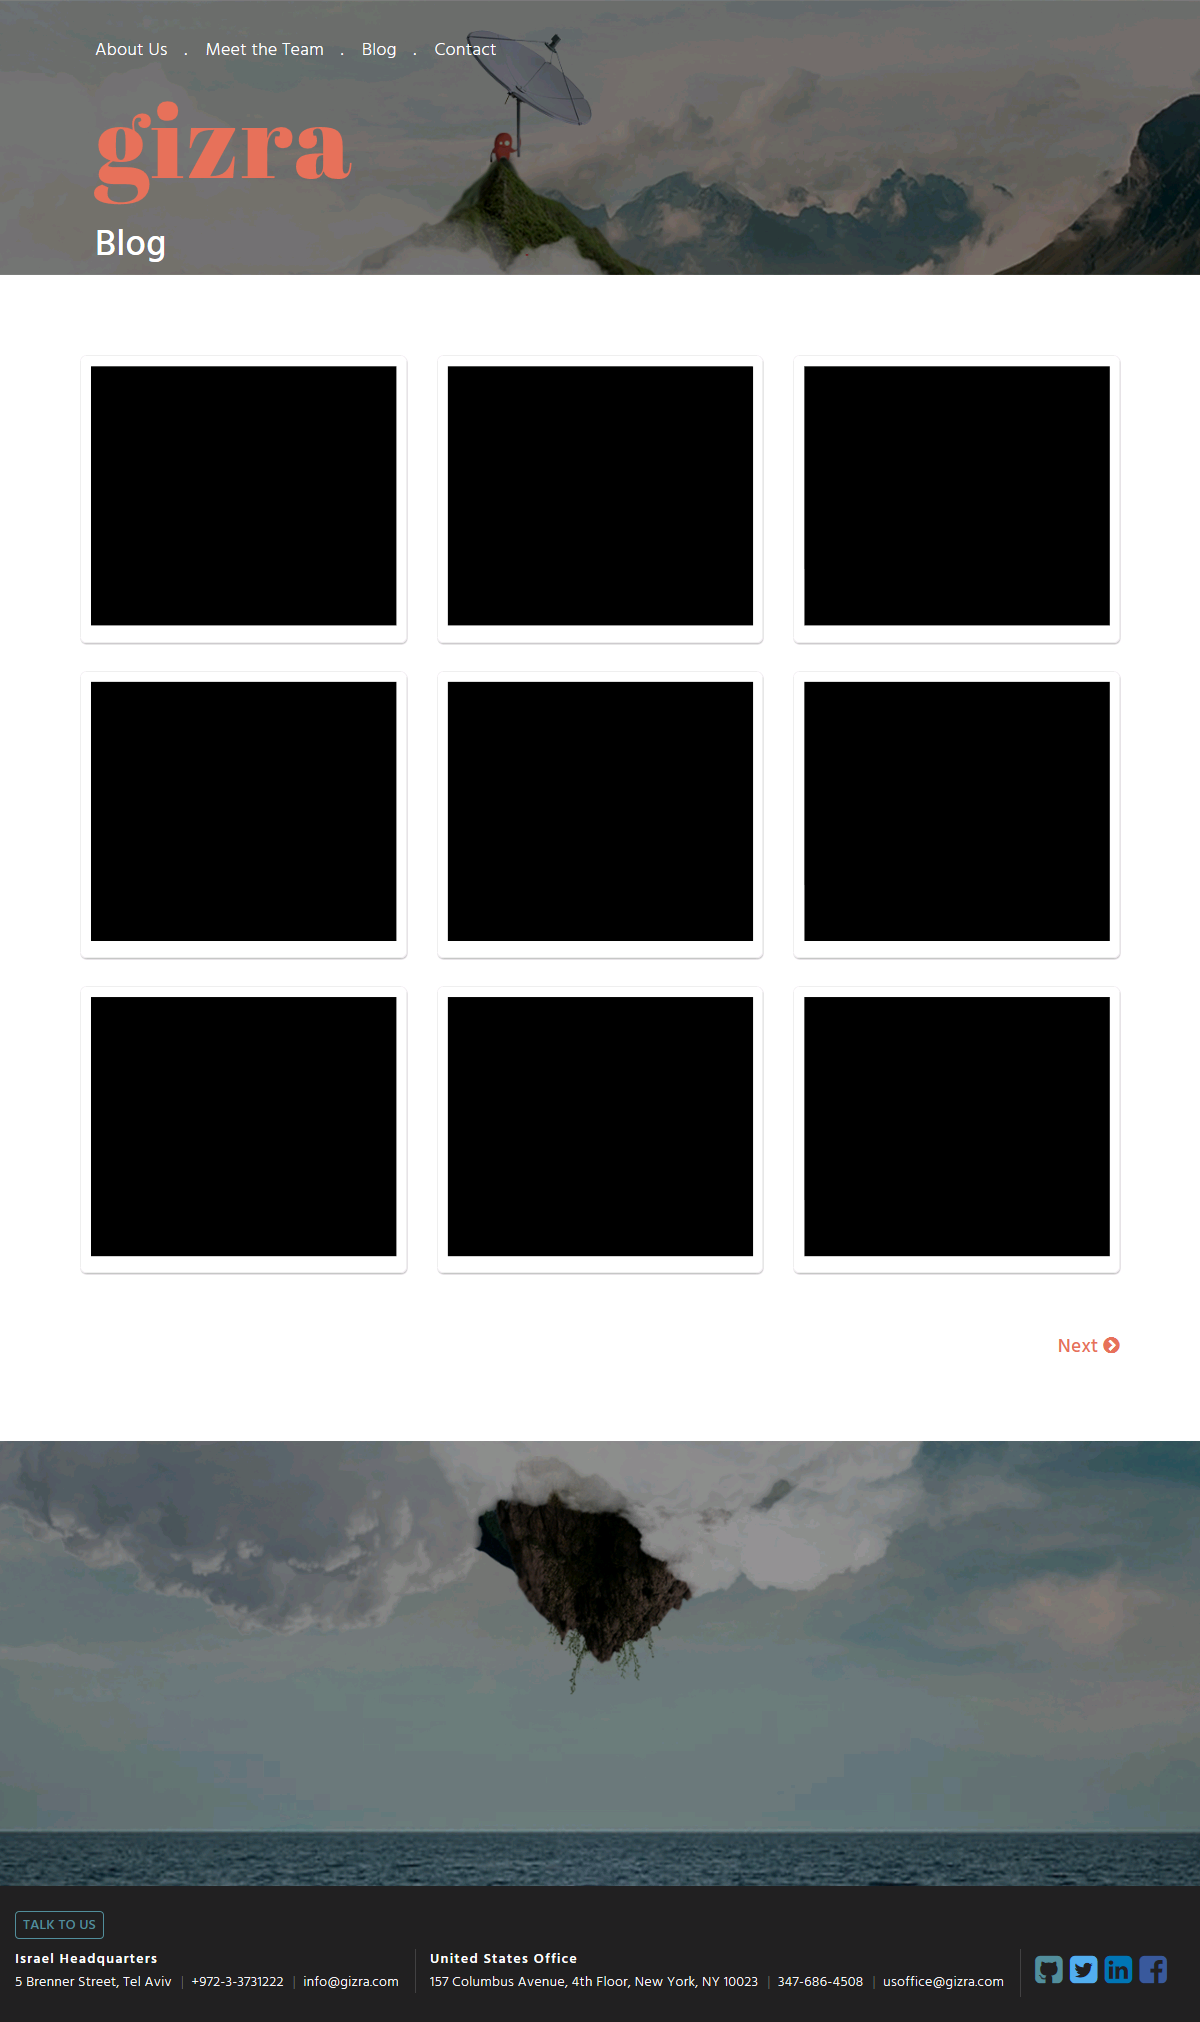 About Us . Meet the Team . Blog . Contact
gizra
Blog
Next
TALK TO US
Israel Headquarters
5 Brenner Street, Tel Aviv | +972-3-3731222 | info@gizra.com
United States Office
157 Columbus Avenue, 4th Floor, New York, NY 10023 | 347-686-4508 | usoffice@gizra.com